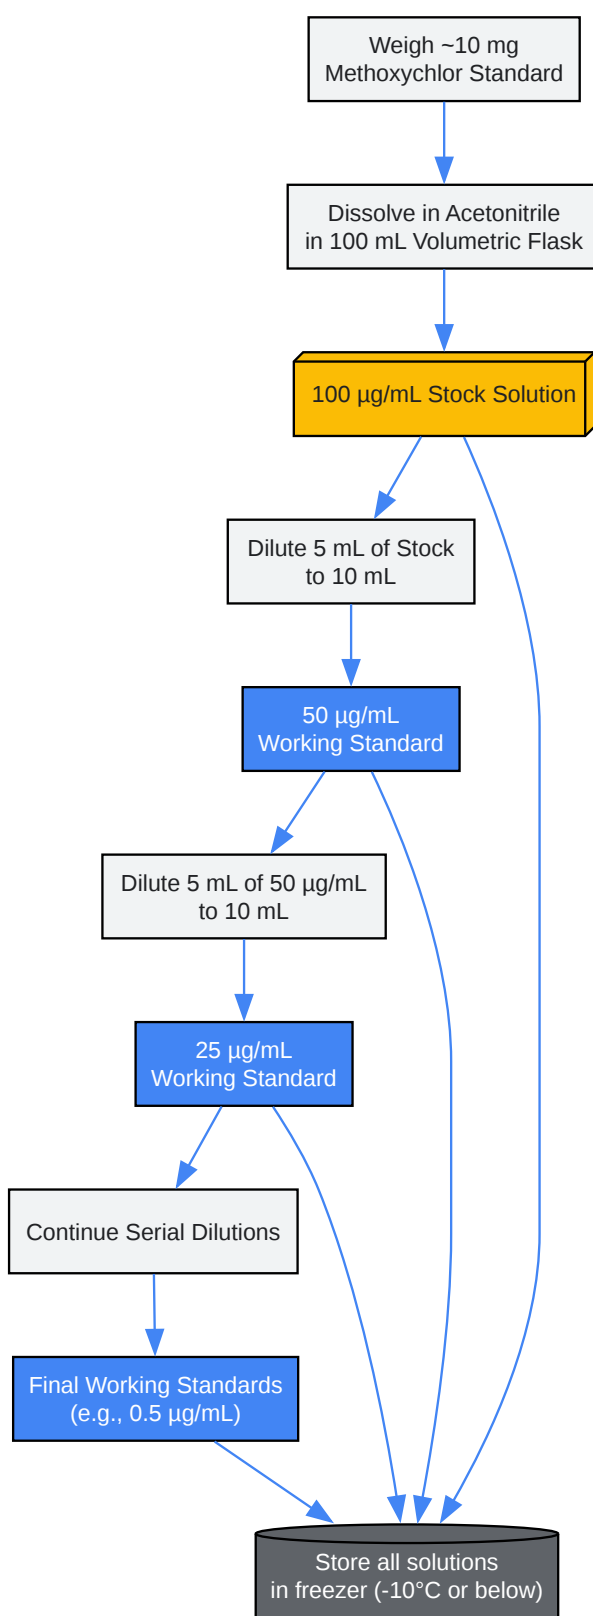 Weigh ~10 mg
Methoxychlor Standard
Dissolve in Acetonitrile
in 100 mL Volumetric Flask
100 µg/mL Stock Solution
Dilute 5 mL of Stock
to 10 mL
50 µg/mL
Working Standard
Dilute 5 mL of 50 µg/mL
to 10 mL
25 µg/mL
Working Standard
Continue Serial Dilutions
Final Working Standards
(e.g., 0.5 µg/mL)
Store all solutions
in freezer (-10°C or below)